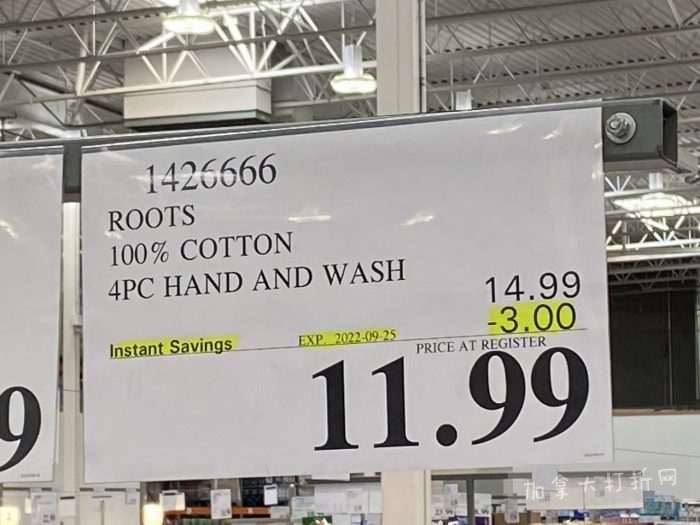 1426666
ROOTS
100% COTTON
4PC HAND AND WASH
14.99
-3.00
Instant Savings
EXP. 2022-09-25
PRICE AT REGISTER
11.99
9
加拿大打折网